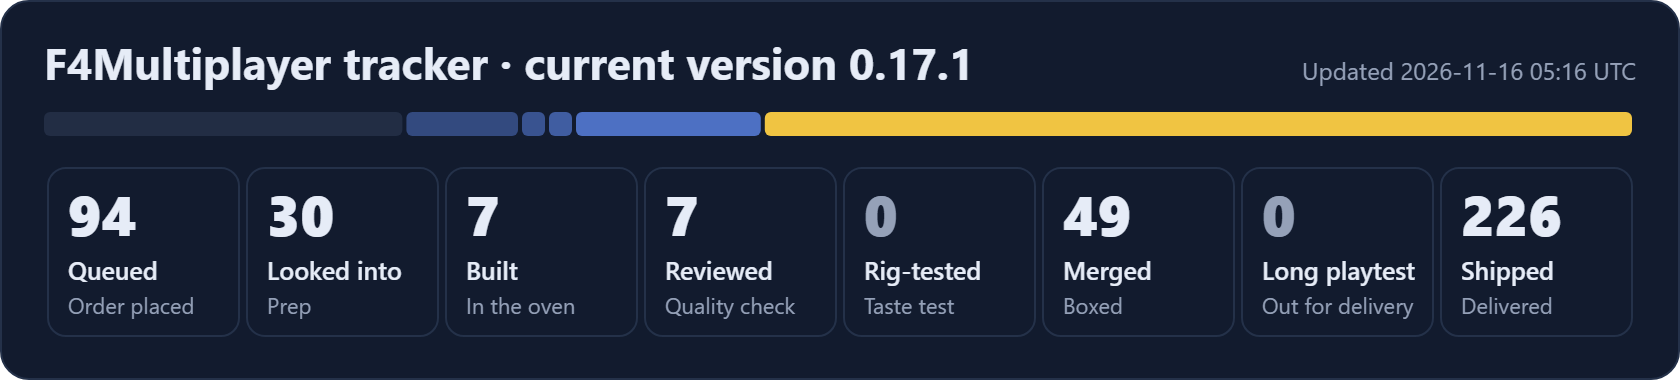 F4Multiplayer tracker · current version 0.17.1
Updated 2026-11-16 05:16 UTC
94
Queued
Order placed
30
Looked into
Prep
7
Built
In the oven
7
Reviewed
Quality check
0
Rig-tested
Taste test
49
Merged
Boxed
0
Long playtest
Out for delivery
226
Shipped
Delivered